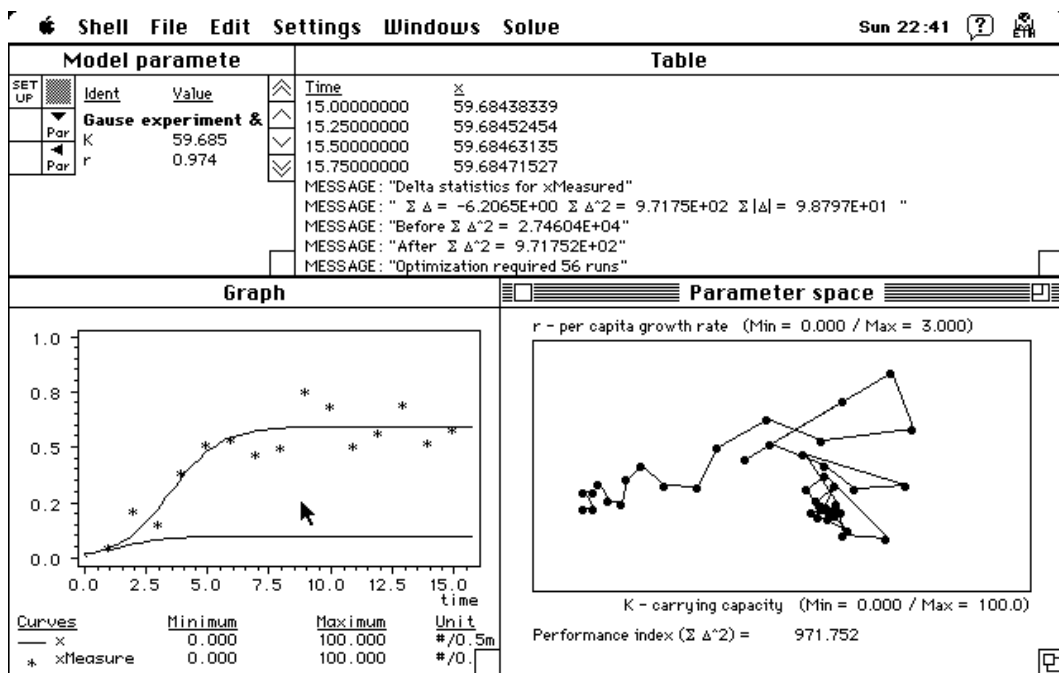 Shell File Edit Settings Windows Solve Sun 22:41 ? ETH
Model paramete
SET UP
Ident Value
Par
Gause experiment &
K 59.685
Par
r 0.974
Table
Time x
15.00000000 59.68438339
15.25000000 59.68452454
15.50000000 59.68463135
15.75000000 59.68471527
MESSAGE: "Delta statistics for xMeasured"
MESSAGE: " Σ Δ = -6.2065E+00 Σ Δ^2 = 9.7175E+02 Σ |Δ| = 9.8797E+01 "
MESSAGE: "Before Σ Δ^2 = 2.74604E+04"
MESSAGE: "After Σ Δ^2 = 9.71752E+02"
MESSAGE: "Optimization required 56 runs"
Graph
1.0
0.8
0.5
0.2
0.0
0.0 2.5 5.0 7.5 10.0 12.5 15.0
time
Curves Minimum Maximum Unit
x 0.000 100.000 #/0.5m
* xMeasure 0.000 100.000 #/0.
Parameter space
r - per capita growth rate (Min = 0.000 / Max = 3.000)
K - carrying capacity (Min = 0.000 / Max = 100.0)
Performance index (Σ Δ^2) = 971.752